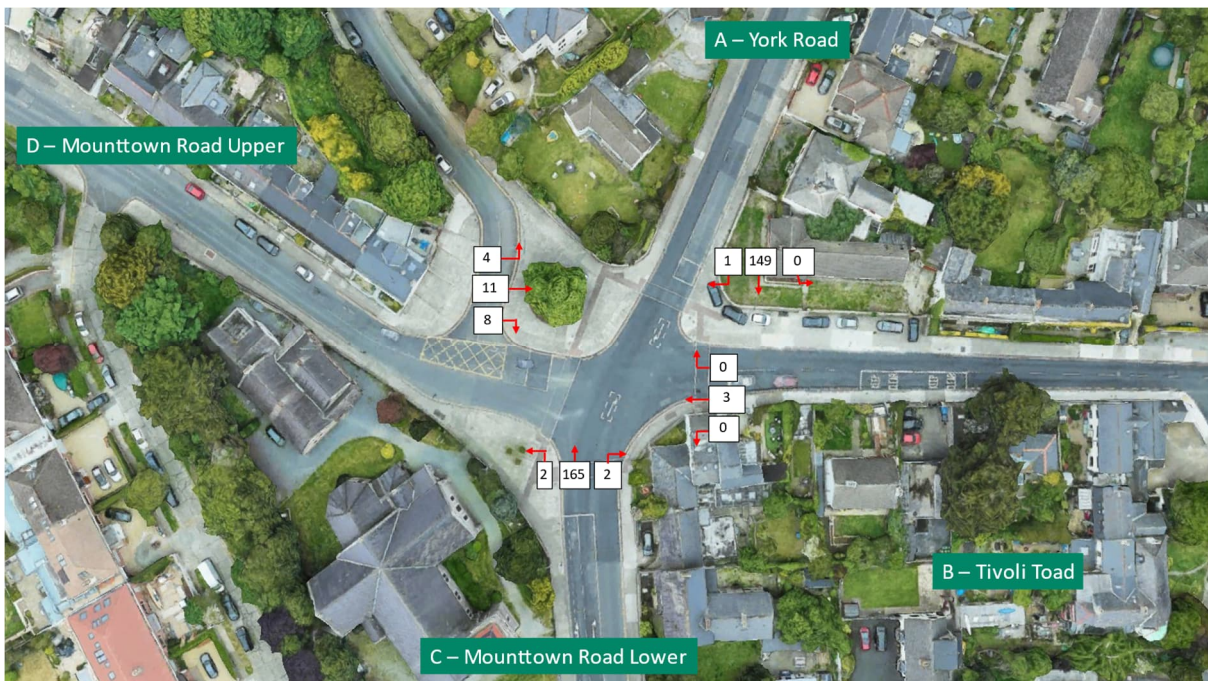 A – York Road
D – Mounttown Road Upper
4
1 149 0
11
8
0
3
0
2 165 2
B – Tivoli Toad
C – Mounttown Road Lower